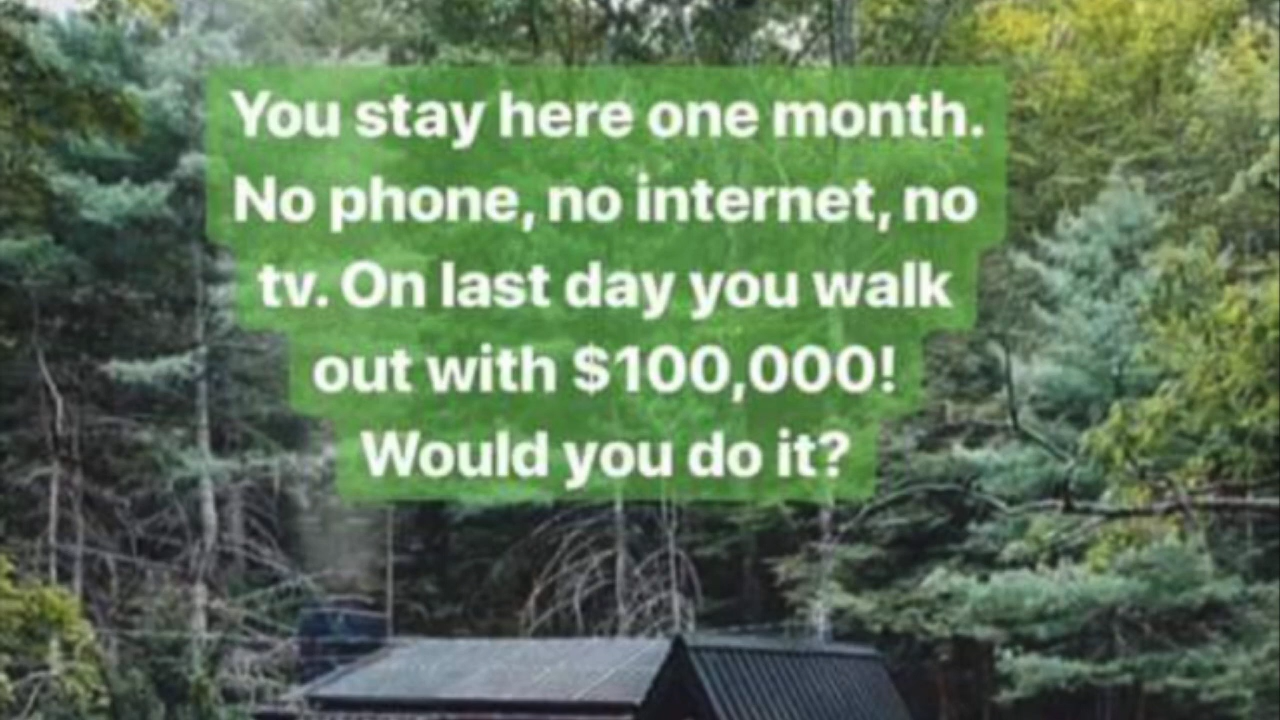 You stay here one month.
No phone, no internet, no
tv. On last day you walk
out with $100,000!
Would you do it?